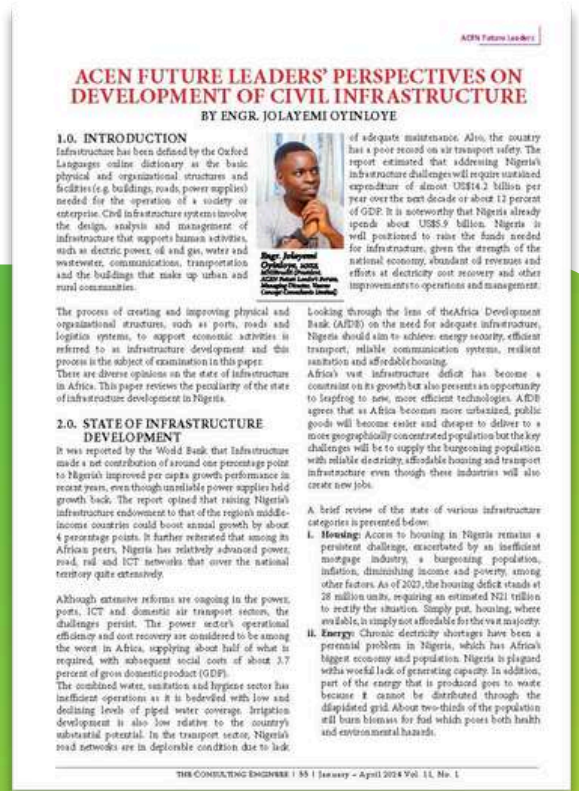 ACEN Future Leaders
ACEN FUTURE LEADERS' PERSPECTIVES ON
DEVELOPMENT OF CIVIL INFRASTRUCTURE
BY ENGR. JOLAYEMI OYINLOYE
1.0. INTRODUCTION
Infrastructure has been defined by the Oxford
Languages online dictionary as the basic
physical and organizational structures and
facilities (e.g. buildings, roads, power supplies)
needed for the operation of a society or
enterprise. Civil infrastructure systems involve
the design, analysis and management of
infrastructure that supports human activities,
such as electric power, oil and gas, water and
wastewater, communications, transportation
and the buildings that make up urban and
rural communities.
Engr. Jolayemi
Oyinloye,
The process of creating and improving physical and
organizational structures, such as ports, roads and
logistics systems, to support economic activities is
referred to as infrastructure development and this
process is the subject of examination in this paper.
There are diverse opinions on the state of infrastructure
in Africa. This paper reviews the peculiarity of the state
of infrastructure development in Nigeria.
2.0. STATE OF INFRASTRUCTURE
DEVELOPMENT
It was reported by the World Bank that Infrastructure
made a net contribution of around one percentage point
to Nigeria's improved per capita growth performance in
recent years, even though unreliable power supplies held
growth back. The report opined that raising Nigeria's
infrastructure endowment to that of the region's middle-
income countries could boost annual growth by about
4 percentage points. It further reiterated that among its
African peers, Nigeria has relatively advanced power,
road, rail and ICT networks that cover the national
territory quite extensively.
Although extensive reforms are ongoing in the power,
ports, ICT and domestic air transport sectors, the
challenges persist. The power sector's operational
efficiency and cost recovery are considered to be among
the worst in Africa, supplying about half of what is
required, with subsequent social costs of about 3.7
percent of gross domestic product (GDP).
The combined water, sanitation and hygiene sector has
inefficient operations as it is bedeviled with low and
declining levels of piped water coverage. Irrigation
development is also low relative to the country's
substantial potential. In the transport sector, Nigeria's
road networks are in deplorable condition due to lack
of adequate maintenance. Also, the country
has a poor record on air transport safety. The
report estimated that addressing Nigeria's
infrastructure challenges will require sustained
expenditure of almost US$14.2 billion per
year over the next decade or about 12 percent
of GDP. It is noteworthy that Nigeria already
spends about US$5.9 billion. Nigeria is
well positioned to raise the funds needed
for infrastructure, given the strength of the
national economy, abundant oil revenues and
efforts at electricity cost recovery and other
improvements to operations and management.
Looking through the lens of theAfrica Development
Bank (AfDB) on the need for adequate infrastructure,
Nigeria should aim to achieve: energy security, efficient
transport, reliable communication systems, resilient
sanitation and affordable housing.
Africa's vast infrastructure deficit has become a
constraint on its growth but also presents an opportunity
to leapfrog to new, more efficient technologies. AfDB
agrees that as Africa becomes more urbanized, public
goods will become easier and cheaper to deliver to a
more geographically concentrated population but the key
challenges will be to supply the burgeoning population
with reliable electricity, affordable housing and transport
infrastructure even though these industries will also
create new jobs.
A brief review of the state of various infrastructure
categories is presented below:
i. Housing: Access to housing in Nigeria remains a
persistent challenge, exacerbated by an inefficient
mortgage industry, a burgeoning population,
inflation, diminishing income and poverty, among
other factors. As of 2023, the housing deficit stands at
28 million units, requiring an estimated N21 trillion
to rectify the situation. Simply put, housing, where
available, is simply not affordable for the vast majority.
ii. Energy: Chronic electricity shortages have been a
perennial problem in Nigeria, which has Africa's
biggest economy and population. Nigeria is plagued
with a woeful lack of generating capacity. In addition,
part of the energy that is produced goes to waste
because it cannot be distributed through the
dilapidated grid. About two-thirds of the population
still burn biomass for fuel which poses both health
and environmental hazards.
THE CONSULTING ENGINEER | 55 | January – April 2024 Vol. 11, No. 1